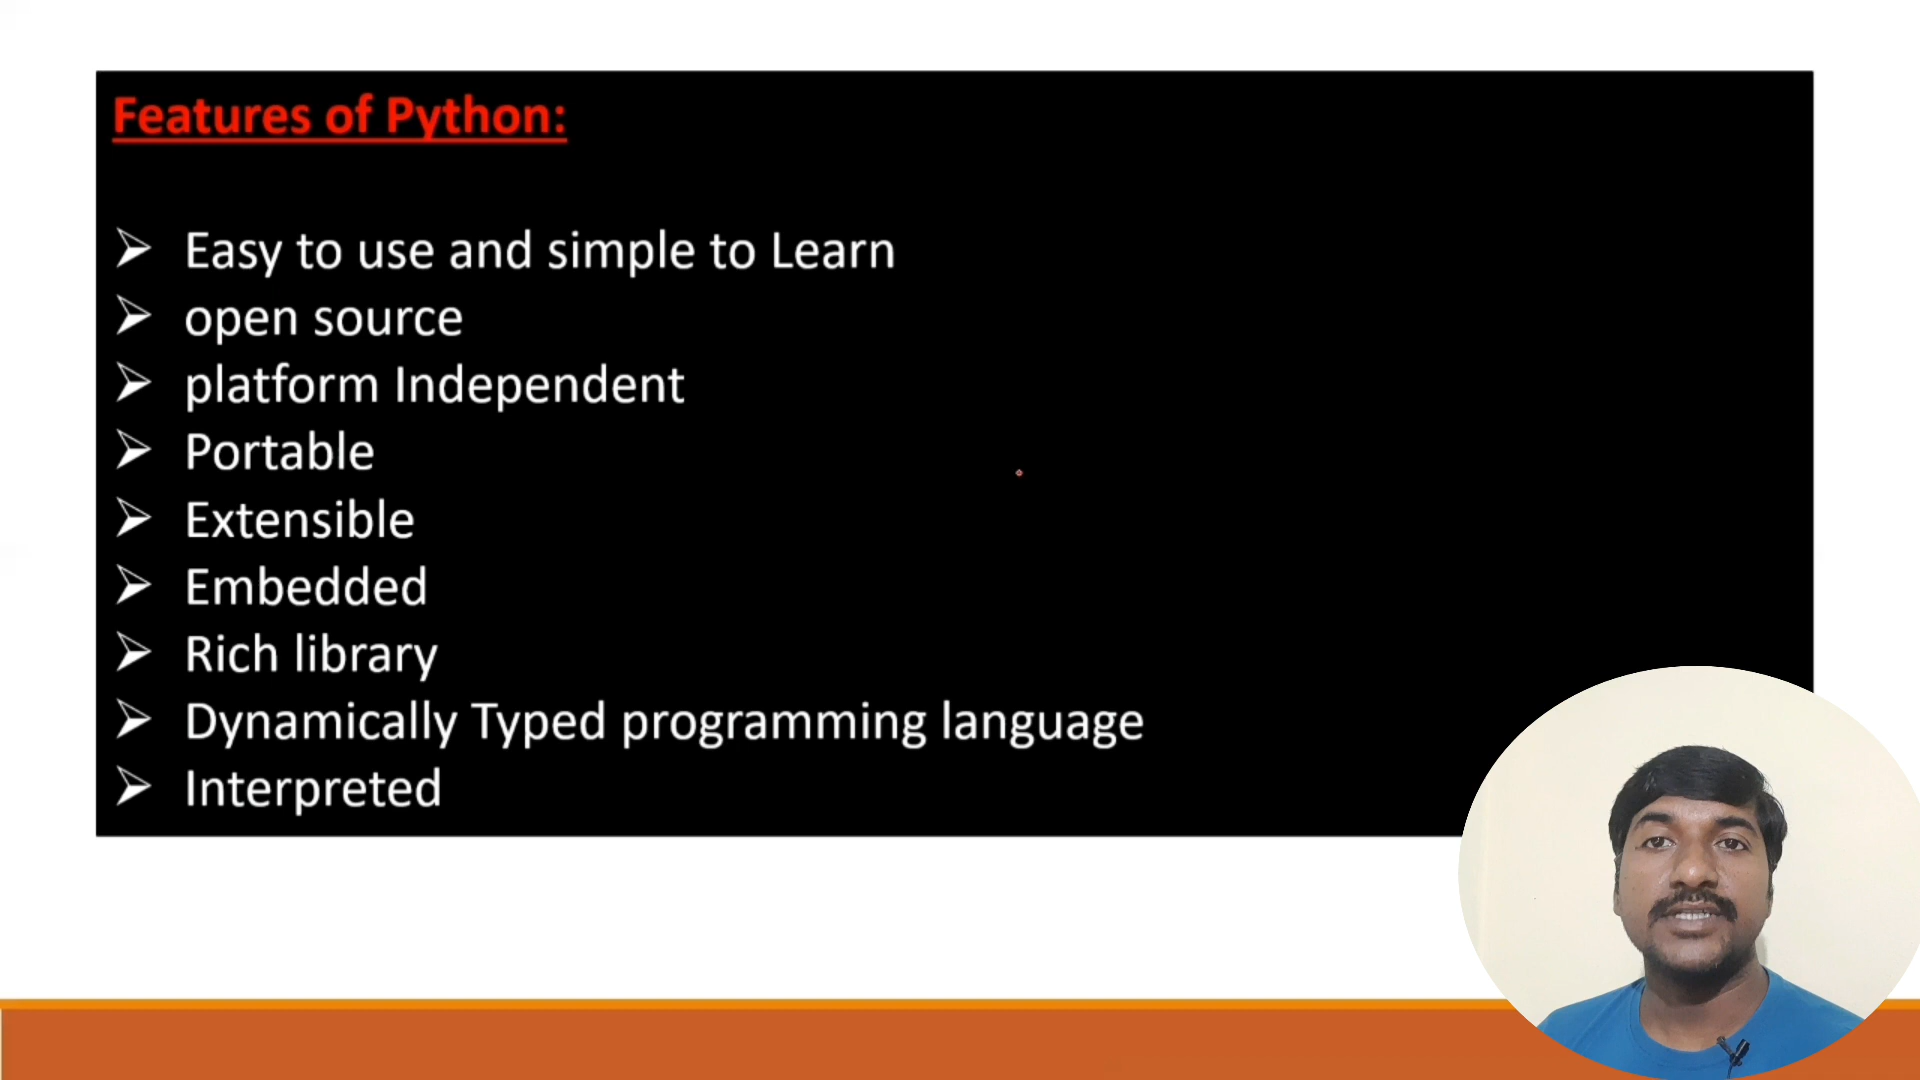 Features of Python:
Easy to use and simple to Learn
open source
platform Independent
Portable
Extensible
Embedded
Rich library
Dynamically Typed programming language
Interpreted